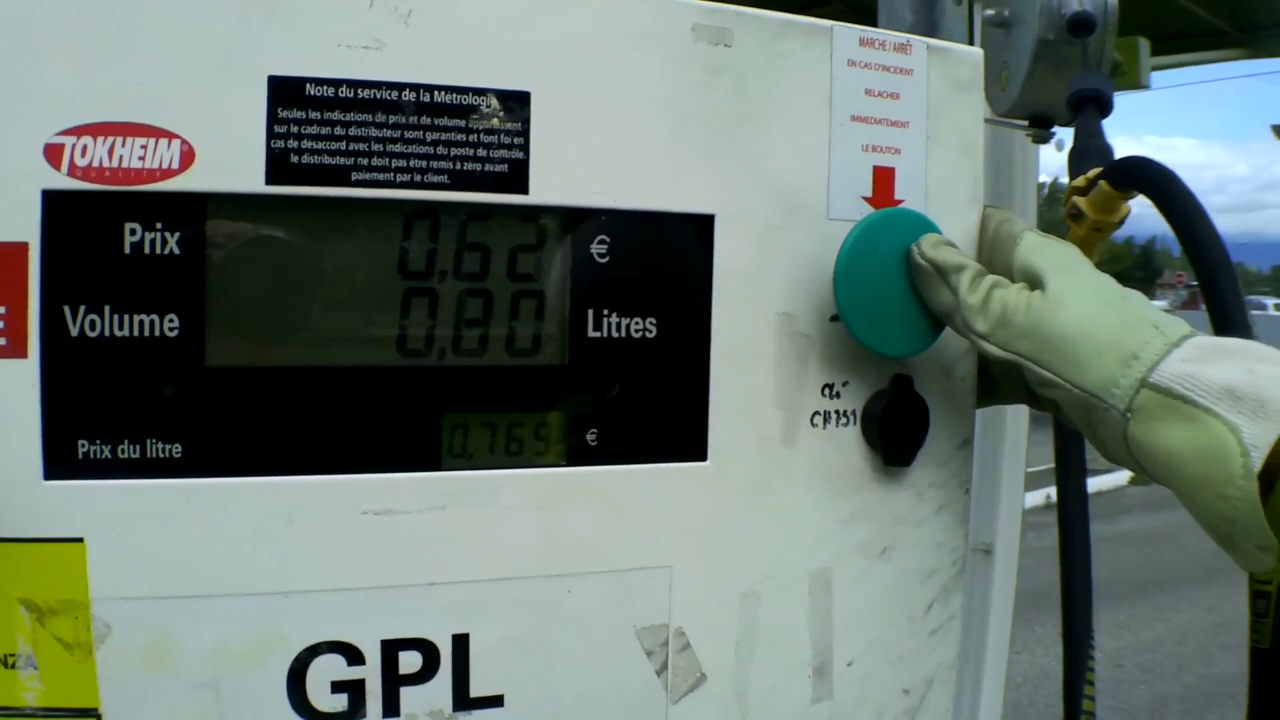 MARCHE / ARRÊT
EN CAS D'INCIDENT
RELACHER
IMMEDIATEMENT
LE BOUTON
Note du service de la Métrologie
Seules les indications de prix et de volume apparaissant
sur le cadran du distributeur sont garanties et font foi en
cas de désaccord avec les indications du poste de contrôle.
le distributeur ne doit pas être remis à zéro avant
paiement par le client.
TOKHEIM
QUALITY
Prix 0,62 €
Volume 0,80 Litres
Prix du litre 0,769 €
E
NZA
GPL